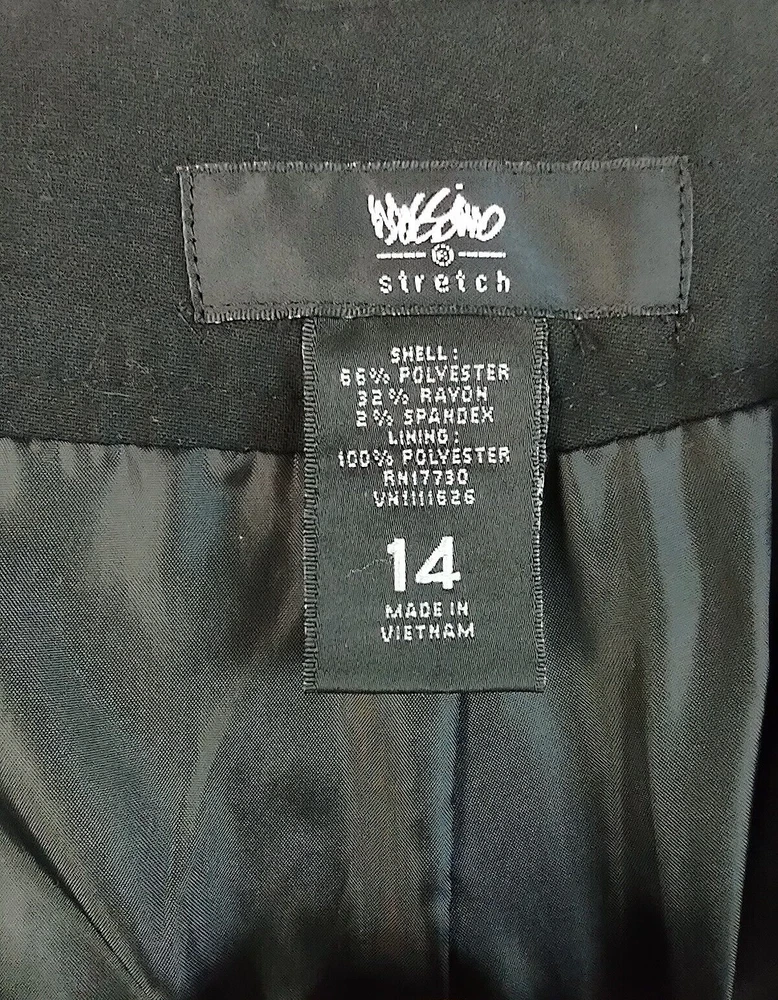 mossimo
®
stretch
SHELL:
66% POLYESTER
32% RAYON
2% SPANDEX
LINING:
100% POLYESTER
RN17730
VN1111626
14
MADE IN
VIETNAM